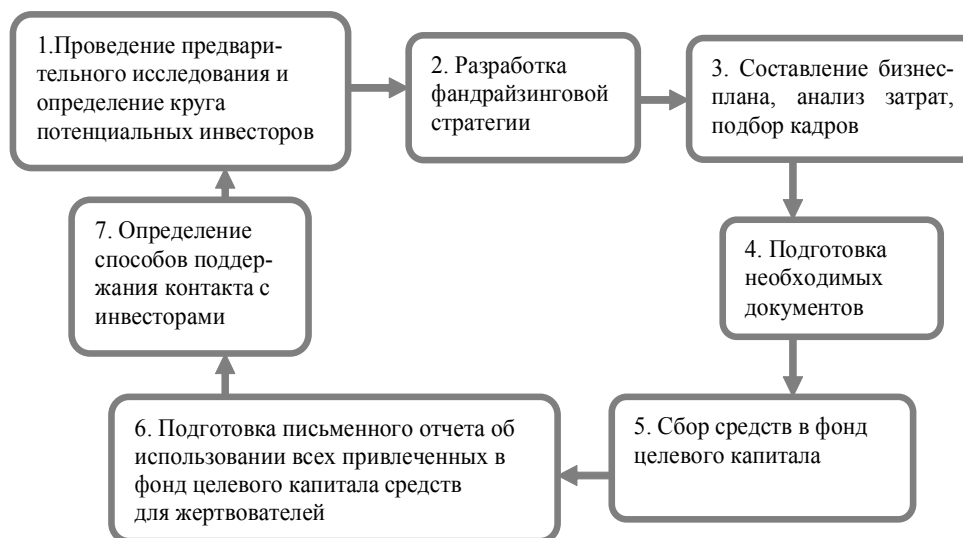 1.Проведение предвари-
тельного исследования и
определение круга
потенциальных инвесторов
2. Разработка
фандрайзинговой
стратегии
3. Составление бизнес-
плана, анализ затрат,
подбор кадров
4. Подготовка
необходимых
документов
5. Сбор средств в фонд
целевого капитала
6. Подготовка письменного отчета об
использовании всех привлеченных в
фонд целевого капитала средств
для жертвователей
7. Определение
способов поддер-
жания контакта с
инвесторами